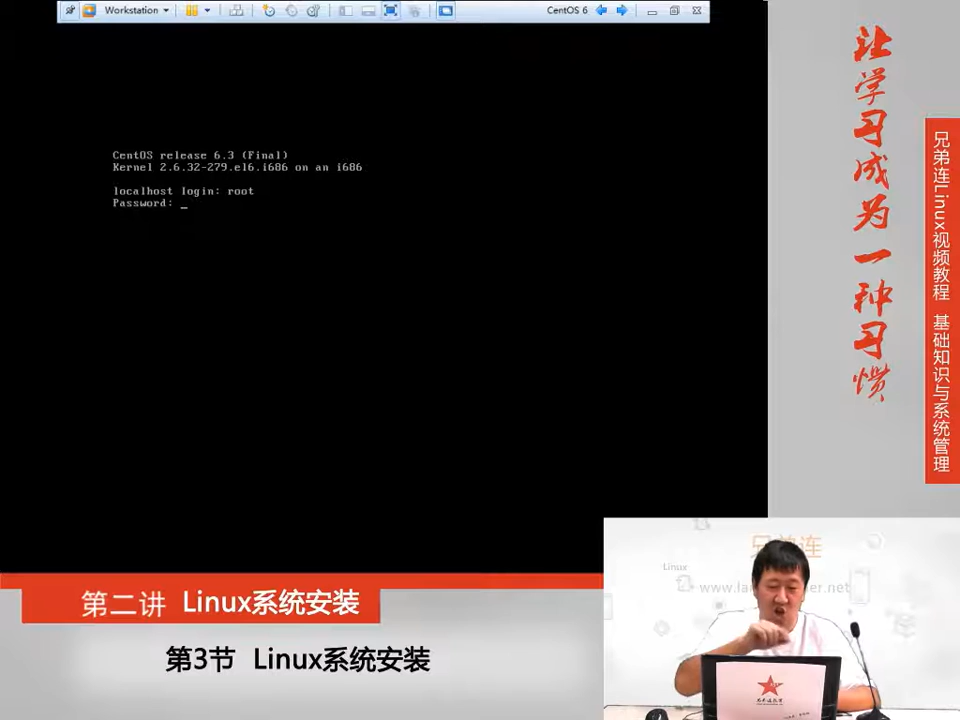 Workstation
CentOS 6
CentOS release 6.3 (Final)
Kernel 2.6.32-279.el6.i686 on an i686
localhost login: root
Password: _
让学习成为一种习惯
兄弟连Linux视频教程 基础知识与系统管理
第二讲 Linux系统安装
第3节 Linux系统安装
兄弟连
Linux